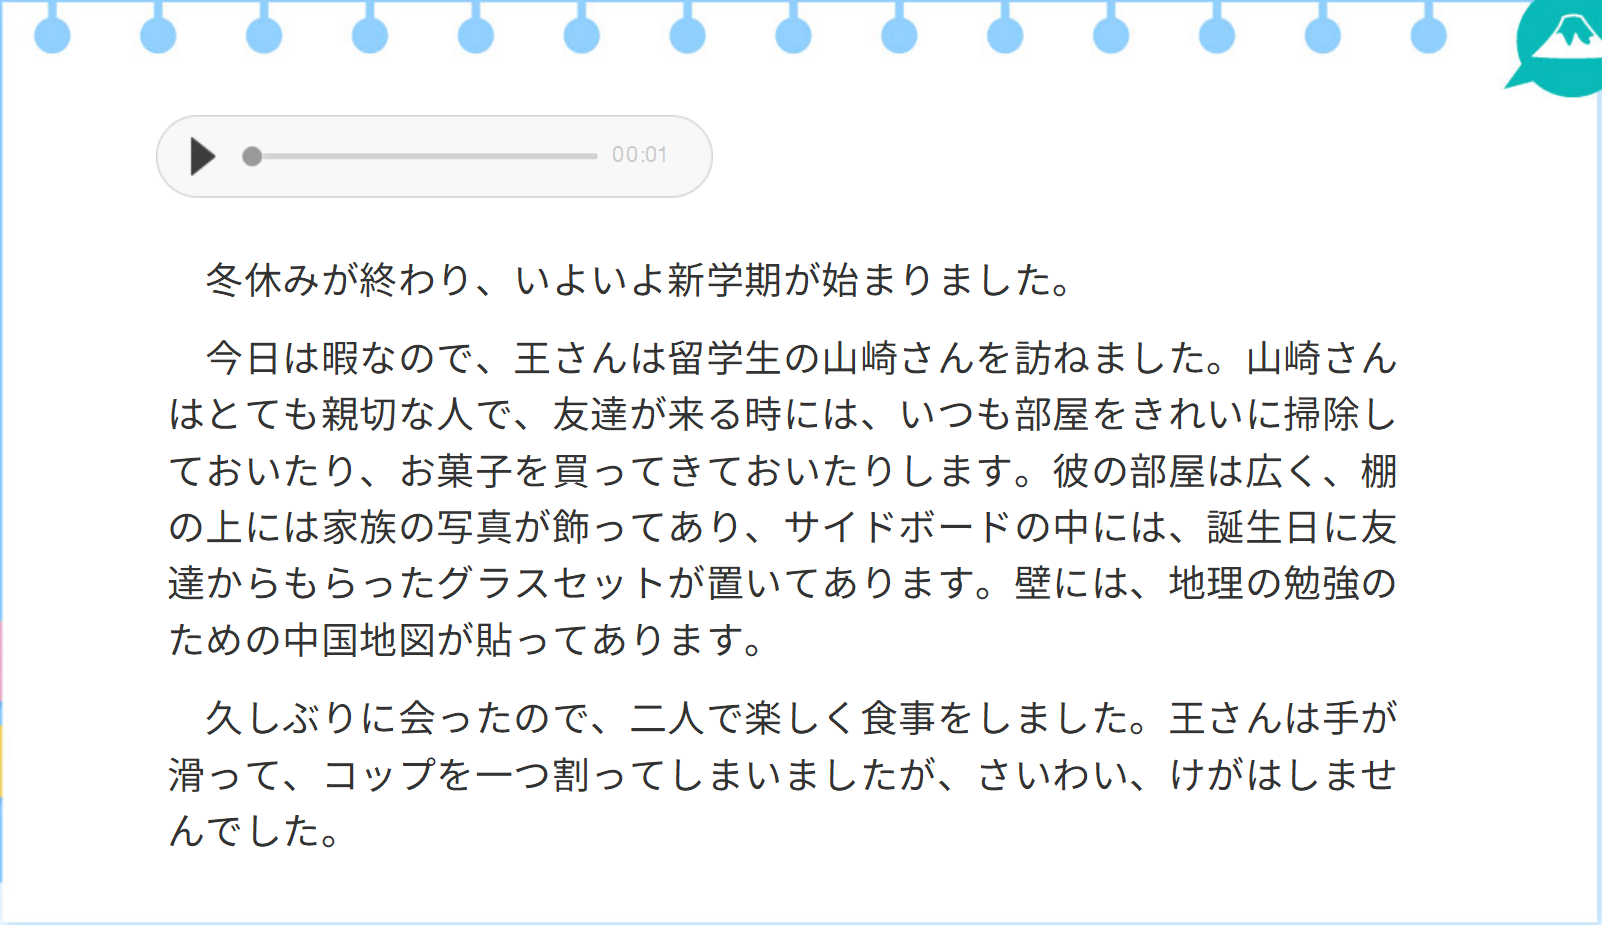 00:01
冬休みが終わり、いよいよ新学期が始まりました。
今日は暇なので、王さんは留学生の山崎さんを訪ねました。山崎さん
はとても親切な人で、友達が来る時には、いつも部屋をきれいに掃除し
ておいたり、お菓子を買ってきておいたりします。彼の部屋は広く、棚
の上には家族の写真が飾ってあり、サイドボードの中には、誕生日に友
達からもらったグラスセットが置いてあります。壁には、地理の勉強の
ための中国地図が貼ってあります。
久しぶりに会ったので、二人で楽しく食事をしました。王さんは手が
滑って、コップを一つ割ってしまいましたが、さいわい、けがはしませ
んでした。